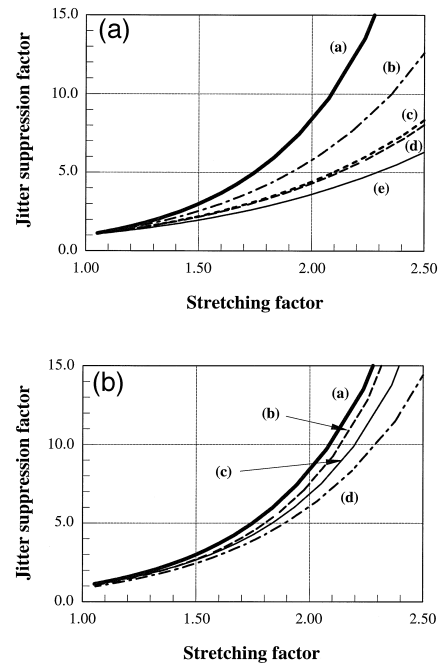 (a)
15.0
10.0
5.0
0.0
Jitter suppression factor
(a)
(b)
(c)
(d)
(e)
1.00 1.50 2.00 2.50
Stretching factor
(b)
15.0
10.0
5.0
0.0
Jitter suppression factor
(a)
(b)
(c)
(d)
1.00 1.50 2.00 2.50
Stretching factor